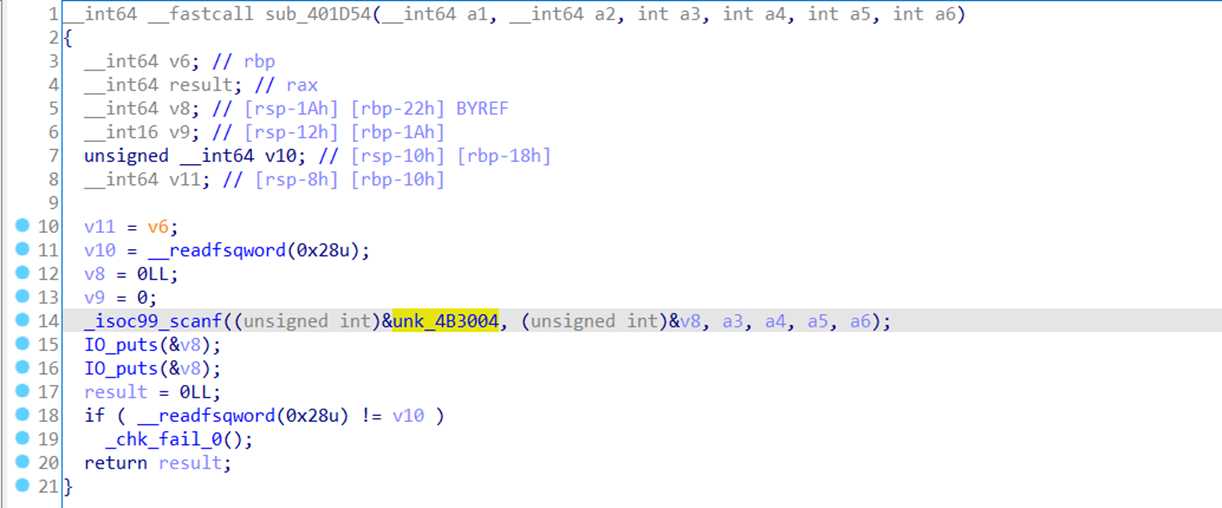 1 __int64 __fastcall sub_401D54(__int64 a1, __int64 a2, int a3, int a4, int a5, int a6)
2 {
3   __int64 v6; // rbp
4   __int64 result; // rax
5   __int64 v8; // [rsp-1Ah] [rbp-22h] BYREF
6   __int16 v9; // [rsp-12h] [rbp-1Ah]
7   unsigned __int64 v10; // [rsp-10h] [rbp-18h]
8   __int64 v11; // [rsp-8h] [rbp-10h]
9
10   v11 = v6;
11   v10 = __readfsqword(0x28u);
12   v8 = 0LL;
13   v9 = 0;
14   _isoc99_scanf((unsigned int)&unk_4B3004, (unsigned int)&v8, a3, a4, a5, a6);
15   IO_puts(&v8);
16   IO_puts(&v8);
17   result = 0LL;
18   if ( __readfsqword(0x28u) != v10 )
19     _chk_fail_0();
20   return result;
21 }